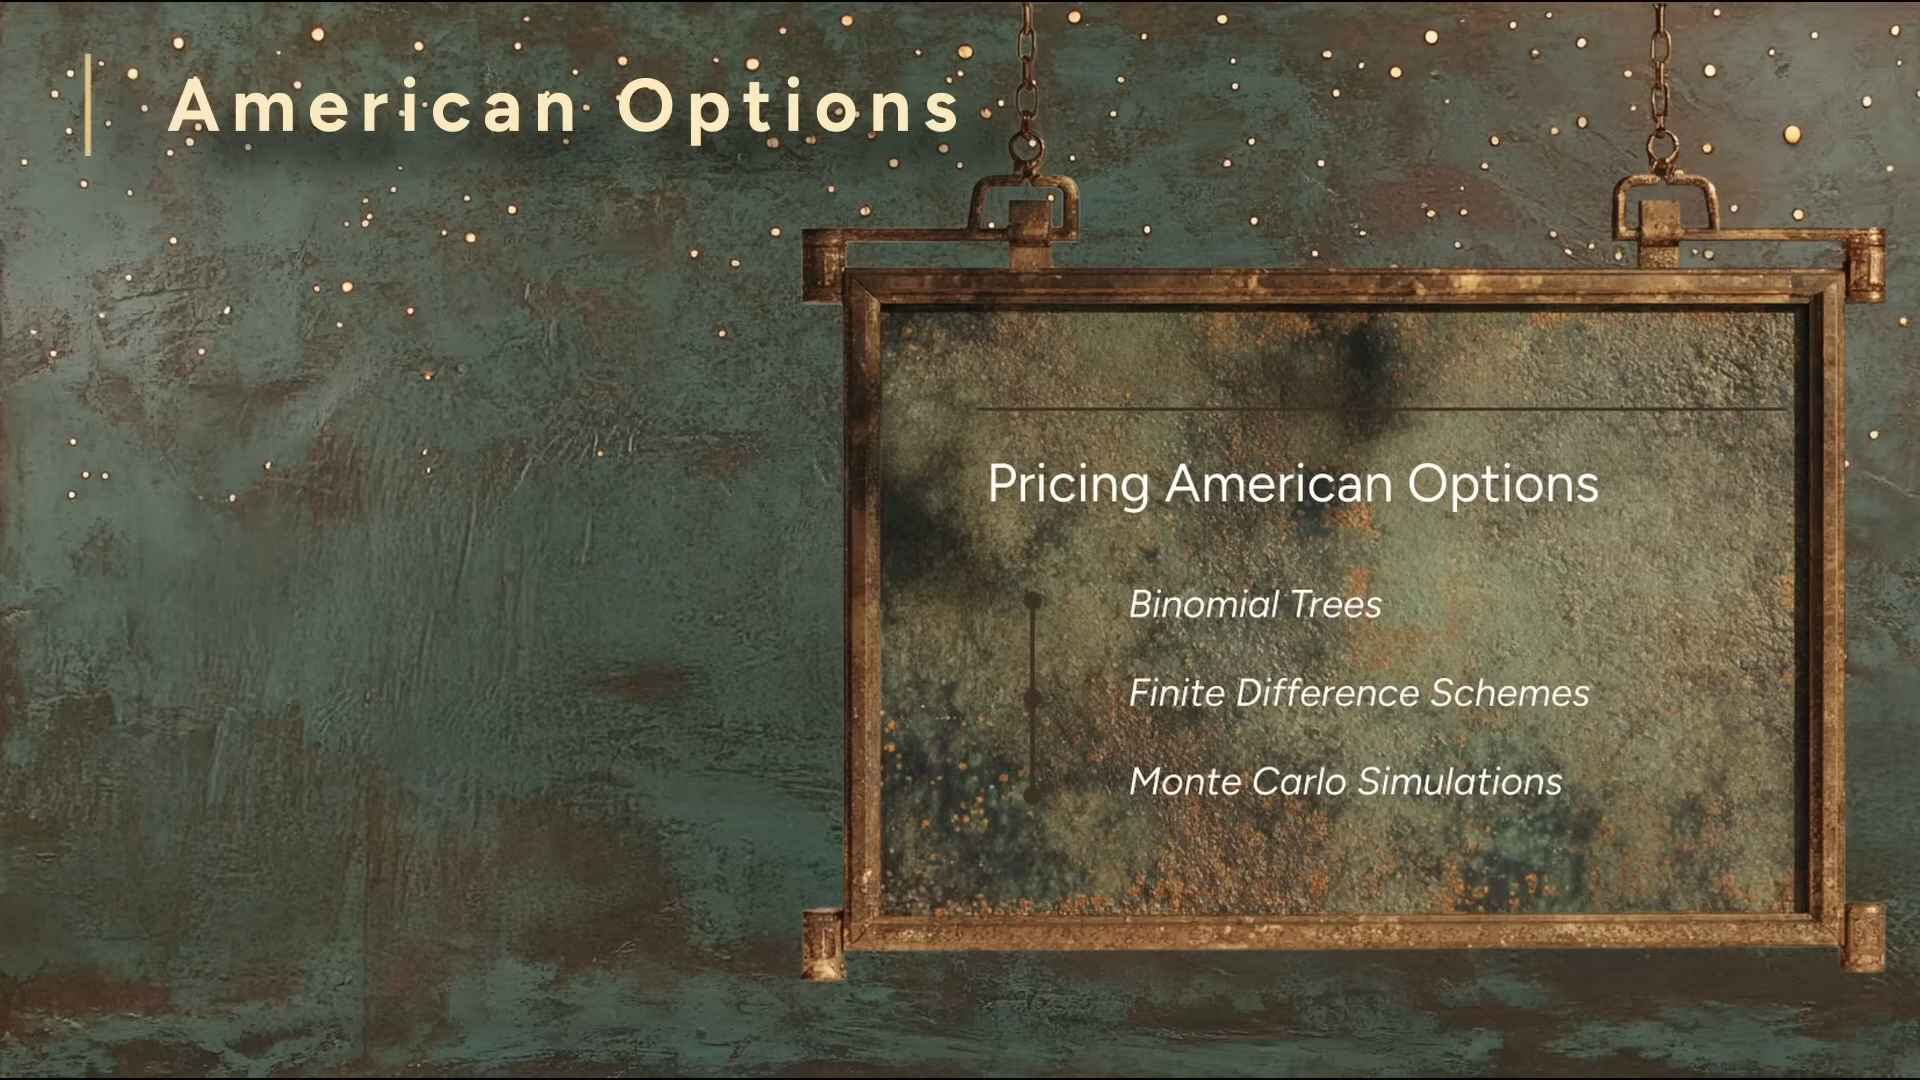 American Options
Pricing American Options
Binomial Trees
Finite Difference Schemes
Monte Carlo Simulations